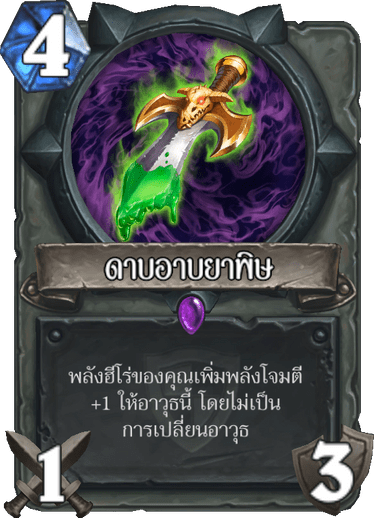 4
ดาบอาบยาพิษ
พลังฮีโร่ของคุณเพิ่มพลังโจมตี
+1 ให้อาวุธนี้ โดยไม่เป็น
การเปลี่ยนอาวุธ
1
3